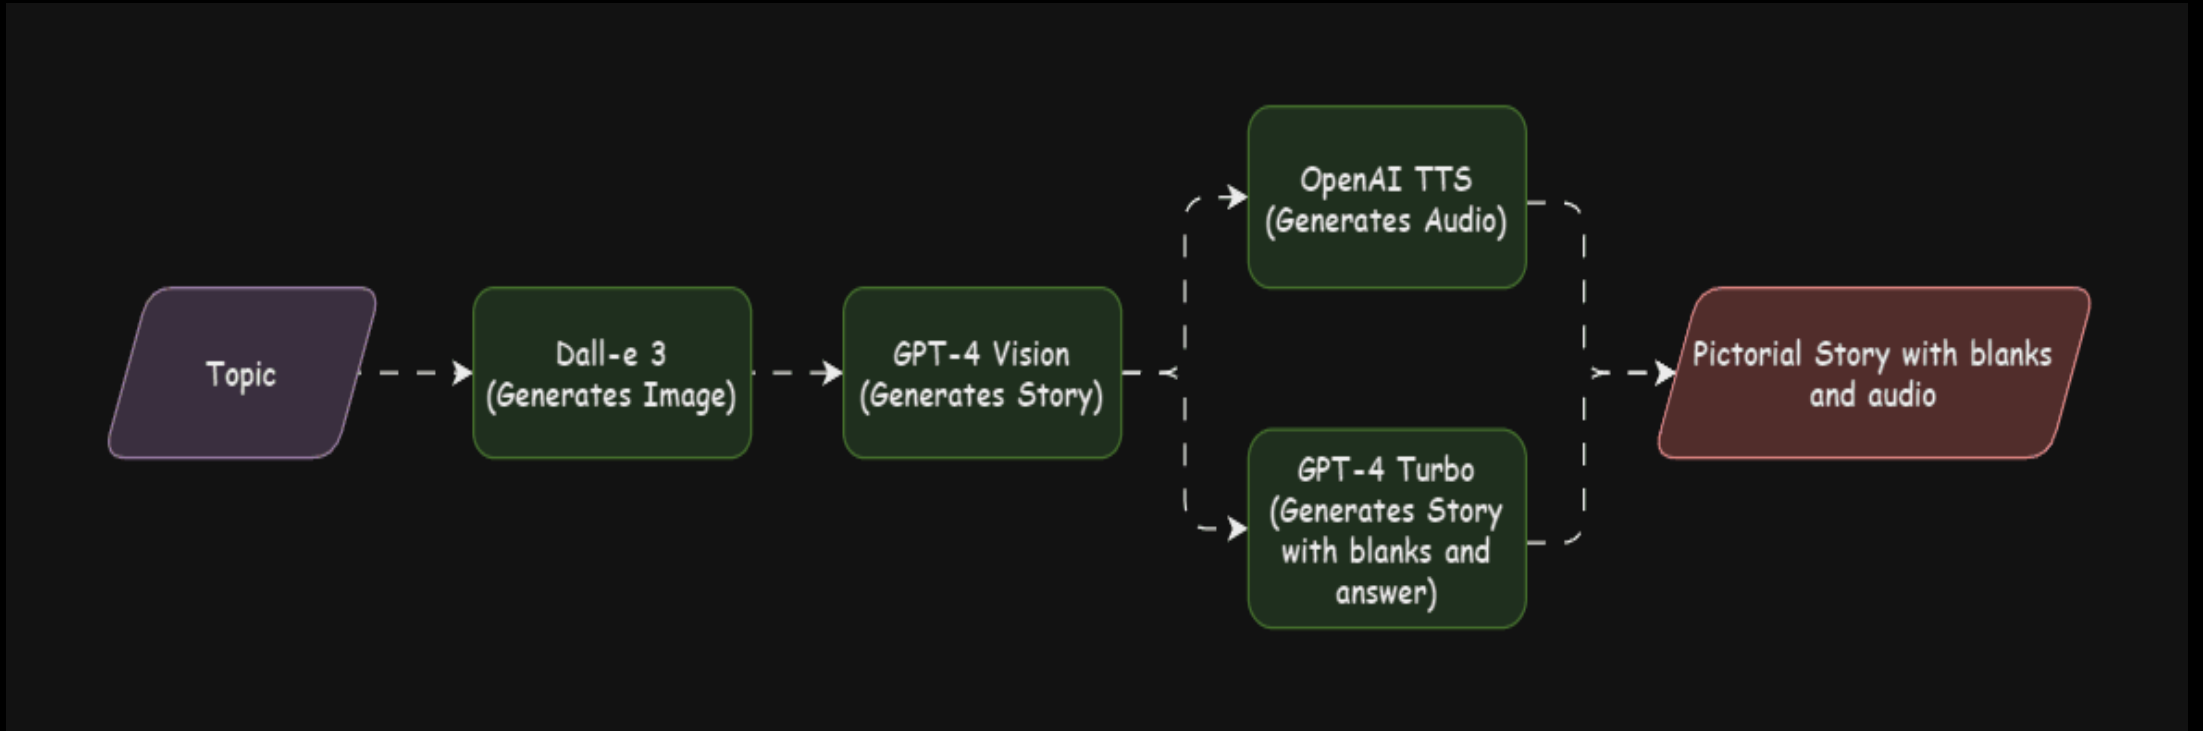 Topic
Dall-e 3
(Generates Image)
GPT-4 Vision
(Generates Story)
OpenAI TTS
(Generates Audio)
GPT-4 Turbo
(Generates Story
with blanks and
answer)
Pictorial Story with blanks
and audio